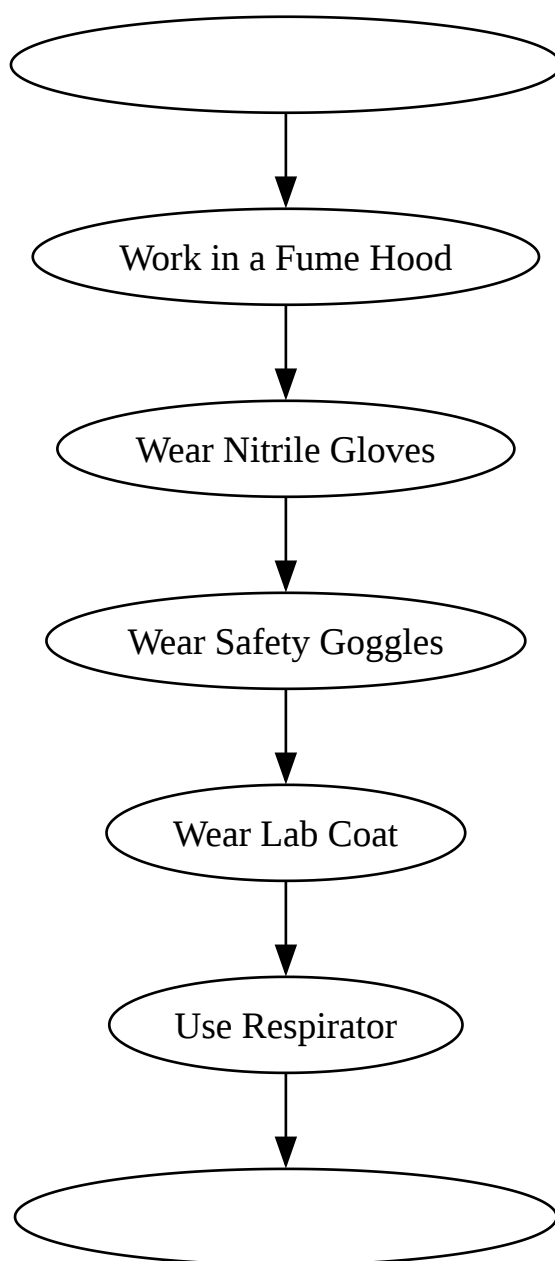 Work in a Fume Hood
Wear Nitrile Gloves
Wear Safety Goggles
Wear Lab Coat
Use Respirator